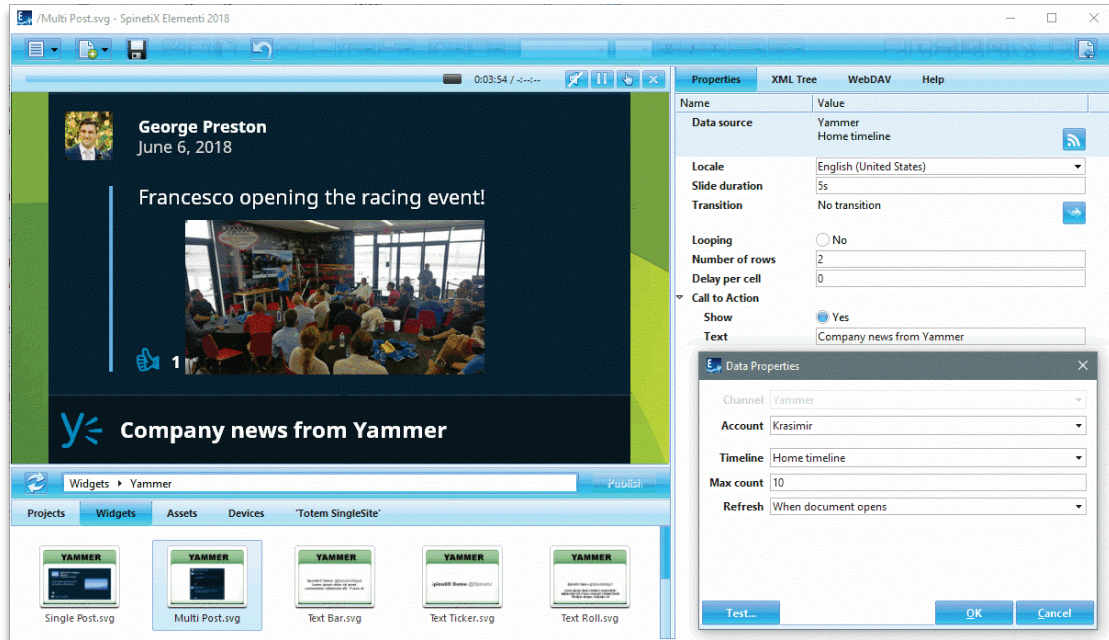 /Multi Post.svg - SpinetiX Elementi 2018
0:03:54 / -:--:--
George Preston
June 6, 2018
Francesco opening the racing event!
1
Company news from Yammer
Widgets Yammer
Publish
Projects Widgets Assets Devices 'Totem SingleSite'
YAMMER YAMMER YAMMER YAMMER YAMMER
Single Post.svg Multi Post.svg Text Bar.svg Text Ticker.svg Text Roll.svg
Properties XML Tree WebDAV Help
Name Value
Data source Yammer
Home timeline
Locale English (United States)
Slide duration 5s
Transition No transition
Looping No
Number of rows 2
Delay per cell 0
Call to Action
Show Yes
Text Company news from Yammer
Data Properties
Channel Yammer
Account Krasimir
Timeline Home timeline
Max count 10
Refresh When document opens
Test... OK Cancel